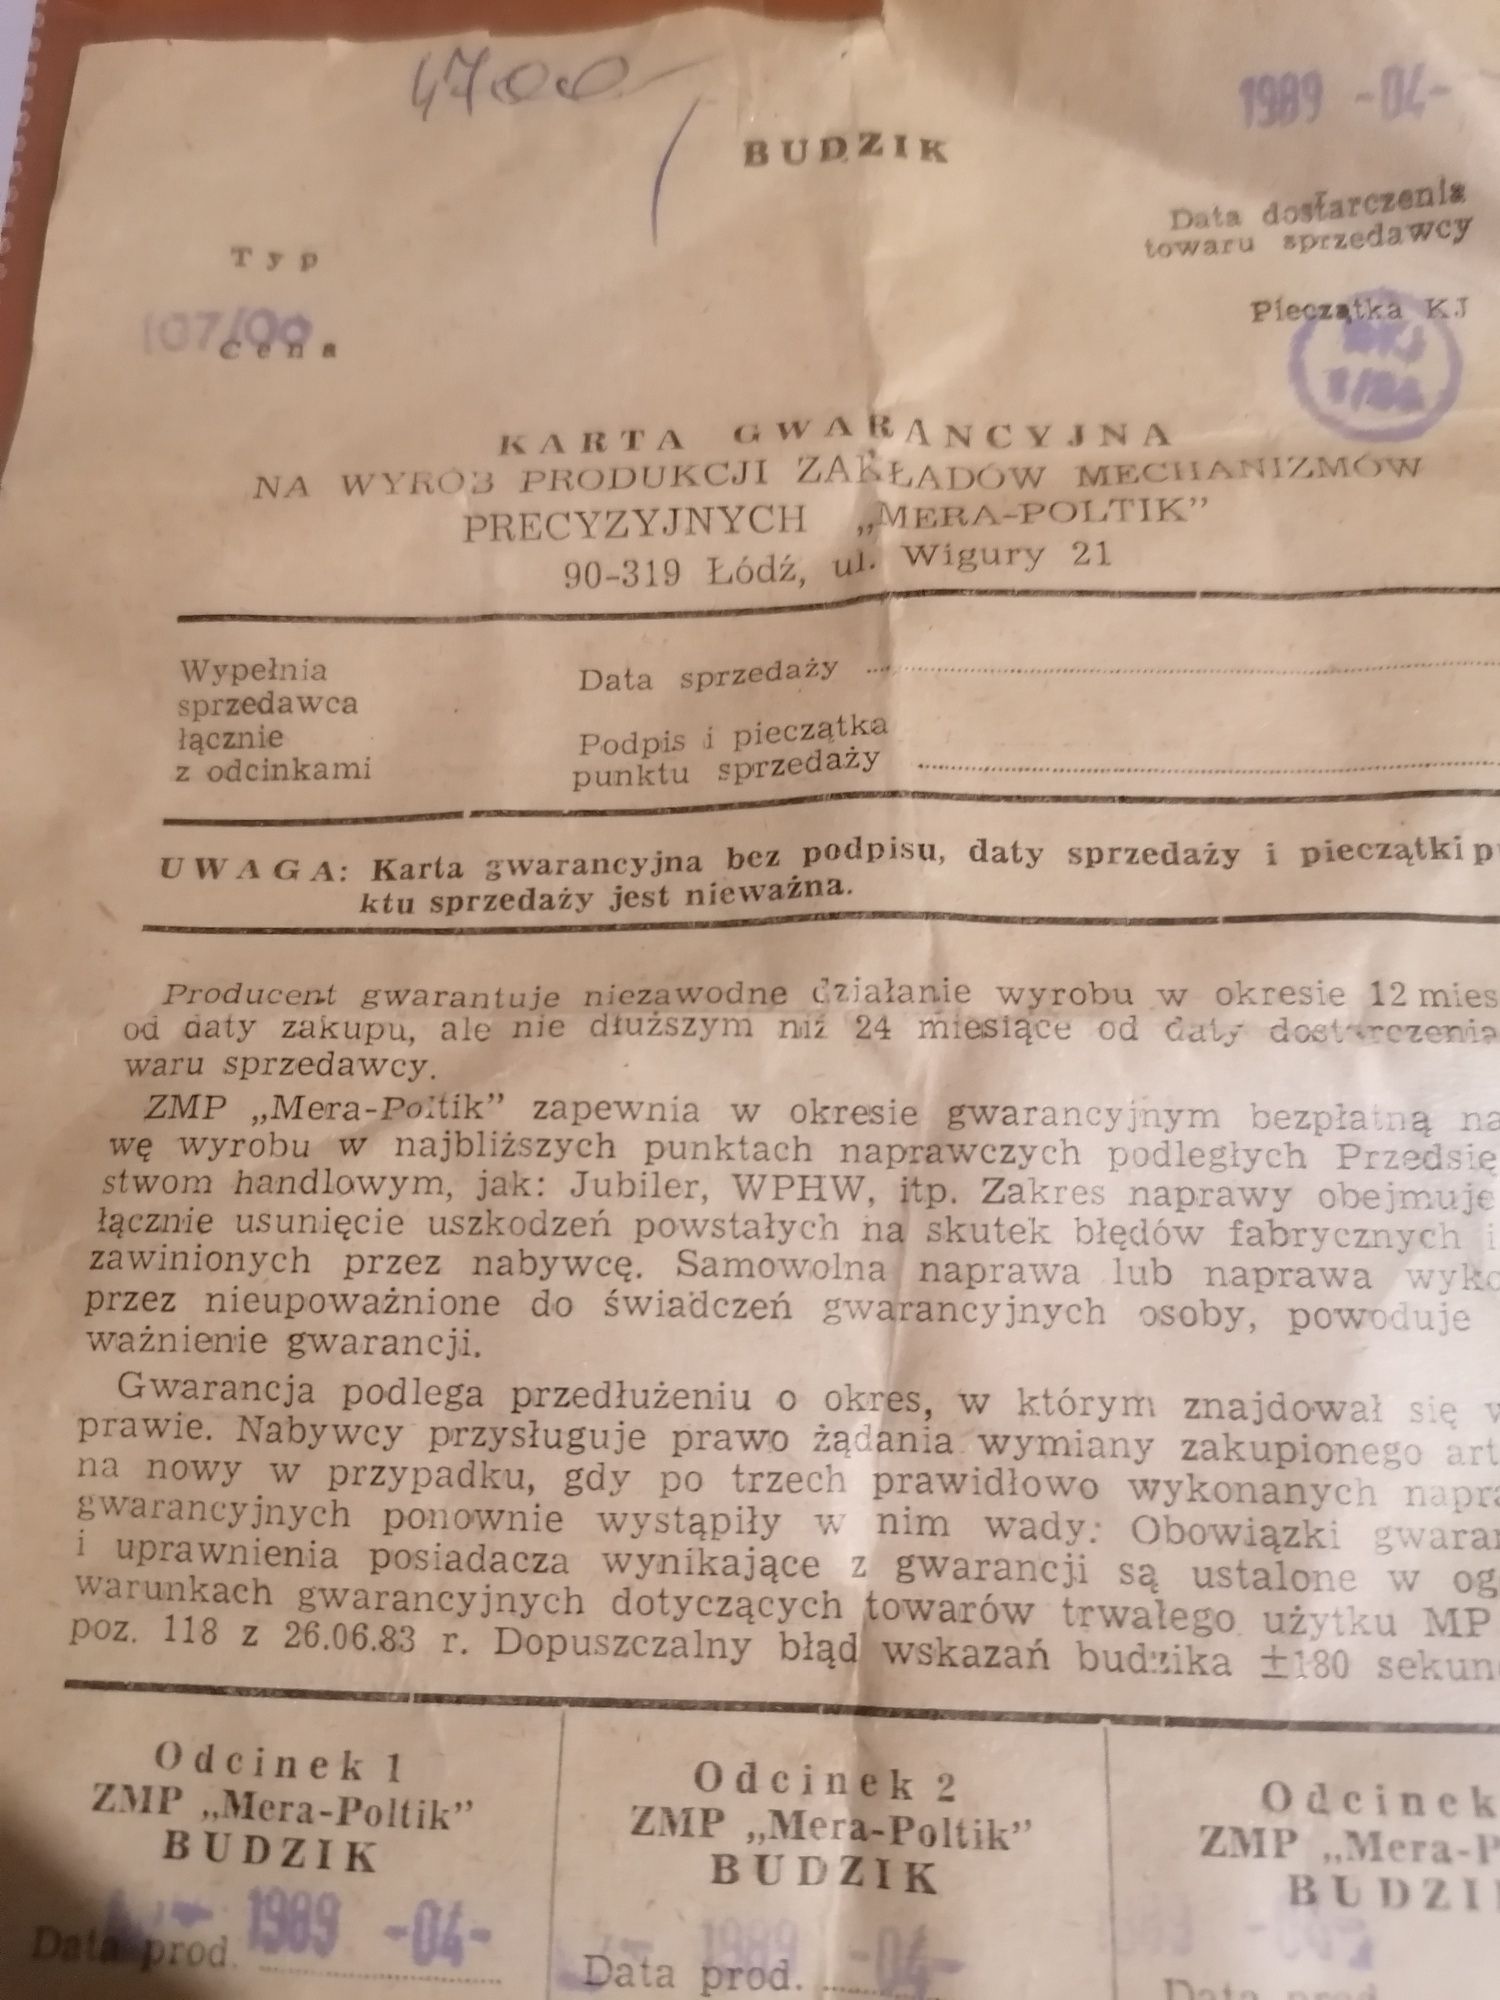 4700
1989 -04-
BUDZIK
Data dostarczenia
towaru sprzedawcy
Typ
Pieczątka KJ
107/00
Cena
KARTA GWARANCYJNA
NA WYRÓB PRODUKCJI ZAKŁADÓW MECHANIZMÓW
PRECYZYJNYCH „MERA-POLTIK”
90-319 Łódź, ul. Wigury 21
Wypełnia
sprzedawca
łącznie
z odcinkami
Data sprzedaży
Podpis i pieczątka
punktu sprzedaży
UWAGA: Karta gwarancyjna bez podpisu, daty sprzedaży i pieczątki
ktu sprzedaży jest nieważna.
Producent gwarantuje niezawodne działanie wyrobu w okresie 12 mies
od daty zakupu, ale nie dłuższym niż 24 miesiące od daty dostarczenia
waru sprzedawcy.
ZMP „Mera-Poltik” zapewnia w okresie gwarancyjnym bezpłatną na
wę wyrobu w najbliższych punktach naprawczych podległych Przedsię
stwom handlowym, jak: Jubiler, WPHW, itp. Zakres naprawy obejmuje
łącznie usunięcie uszkodzeń powstałych na skutek błędów fabrycznych i
zawinionych przez nabywcę. Samowolna naprawa lub naprawa wyko
przez nieupoważnione do świadczeń gwarancyjnych osoby, powoduje
ważnienie gwarancji.
Gwarancja podlega przedłużeniu o okres, w którym znajdował się w
prawie. Nabywcy przysługuje prawo żądania wymiany zakupionego art
na nowy w przypadku, gdy po trzech prawidłowo wykonanych napra
gwarancyjnych ponownie wystąpiły w nim wady. Obowiązki gwaran
i uprawnienia posiadacza wynikające z gwarancji są ustalone w og
warunkach gwarancyjnych dotyczących towarów trwałego użytku MP
poz. 118 z 26.06.83 r. Dopuszczalny błąd wskazań budzika ±180 sekun
Odcinek 1
ZMP „Mera-Poltik”
BUDZIK
1989 -04-
Data prod.
Odcinek 2
ZMP „Mera-Poltik”
BUDZIK
1989 -04-
Data prod.
Odcinek
ZMP „Mera-P
BUDZI
Data prod.